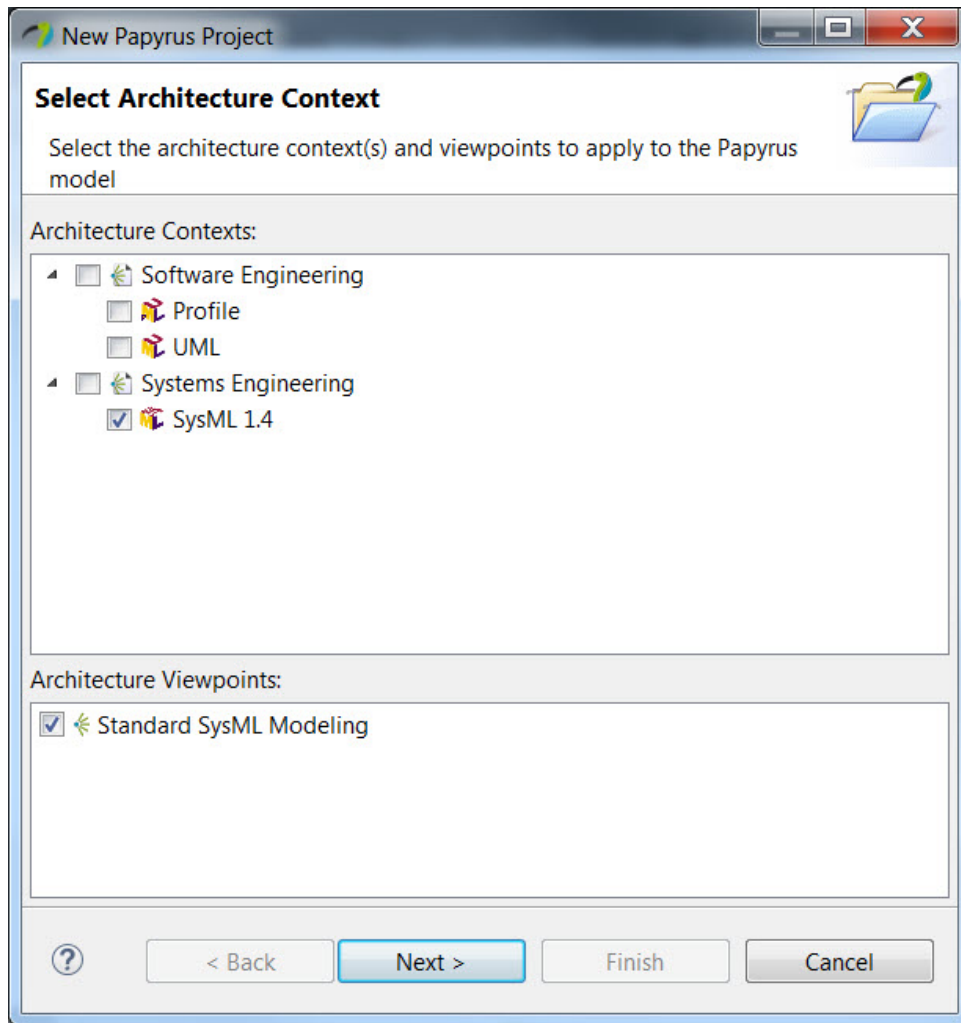 New Papyrus Project
Select Architecture Context
Select the architecture context(s) and viewpoints to apply to the Papyrus
model
Architecture Contexts:
Software Engineering
Profile
UML
Systems Engineering
SysML 1.4
Architecture Viewpoints:
Standard SysML Modeling
? < Back Next > Finish Cancel